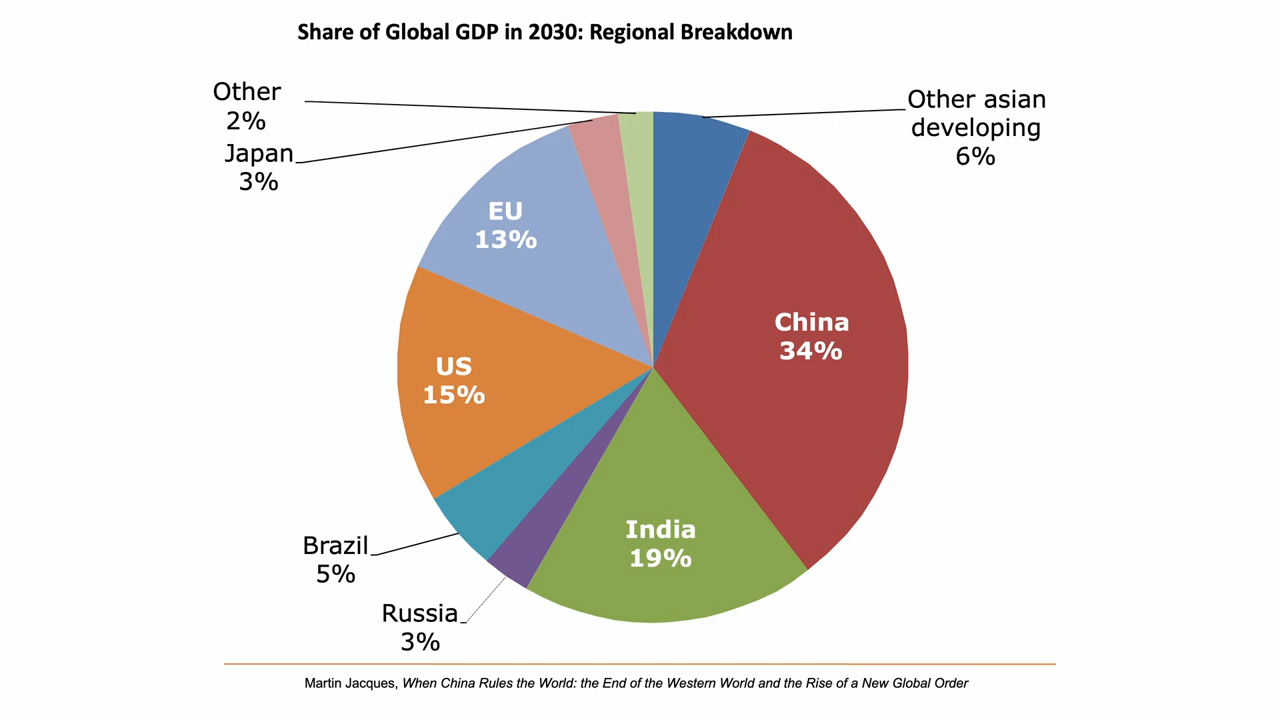 Share of Global GDP in 2030: Regional Breakdown
Other
2%
Other asian
developing
6%
Japan
3%
EU
13%
China
34%
US
15%
India
19%
Brazil
5%
Russia
3%
Martin Jacques, When China Rules the World: the End of the Western World and the Rise of a New Global Order